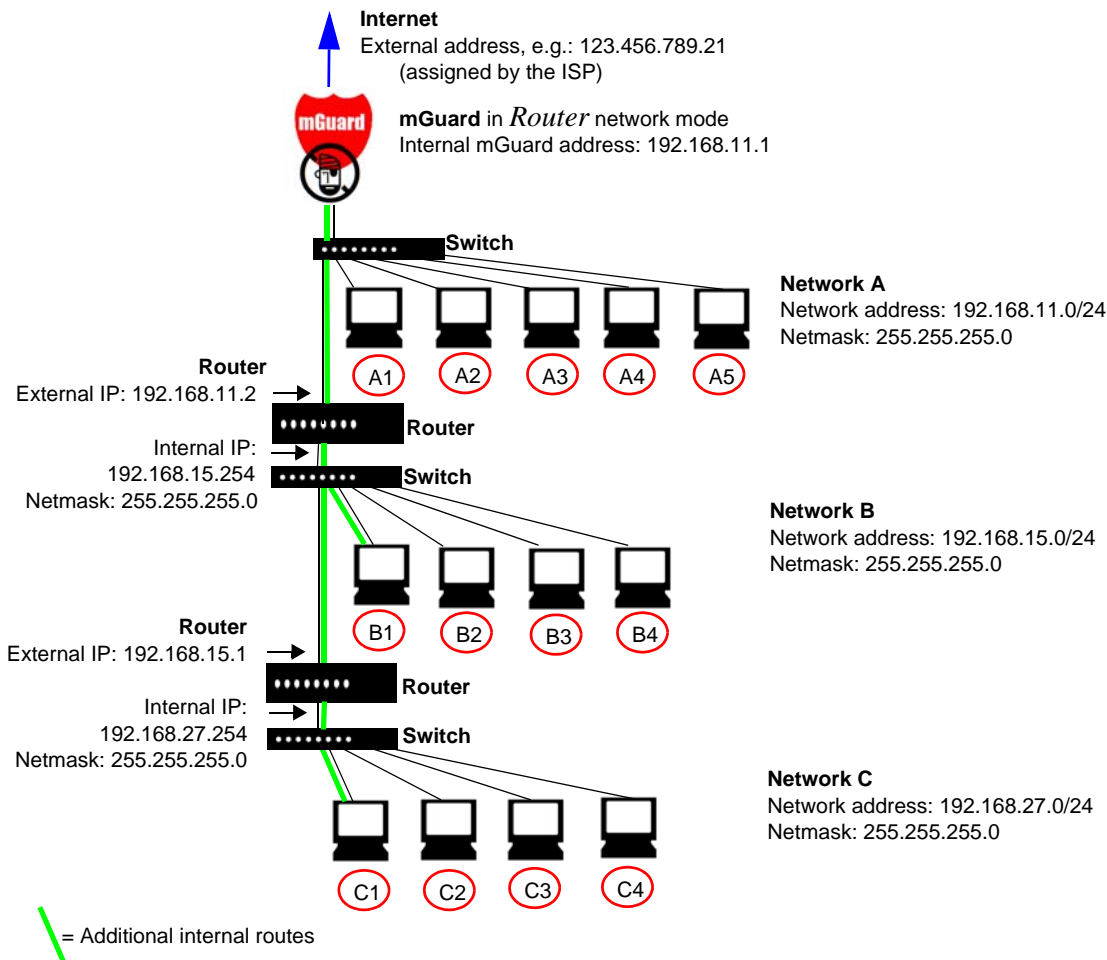 Internet
External address, e.g.: 123.456.789.21
(assigned by the ISP)
mGuard
mGuard in Router network mode
Internal mGuard address: 192.168.11.1
Switch
Network A
Network address: 192.168.11.0/24
Netmask: 255.255.255.0
A1
A2
A3
A4
A5
Router
External IP: 192.168.11.2
Router
Internal IP:
192.168.15.254
Netmask: 255.255.255.0
Switch
Network B
Network address: 192.168.15.0/24
Netmask: 255.255.255.0
B1
B2
B3
B4
Router
External IP: 192.168.15.1
Router
Internal IP:
192.168.27.254
Netmask: 255.255.255.0
Switch
Network C
Network address: 192.168.27.0/24
Netmask: 255.255.255.0
C1
C2
C3
C4
= Additional internal routes